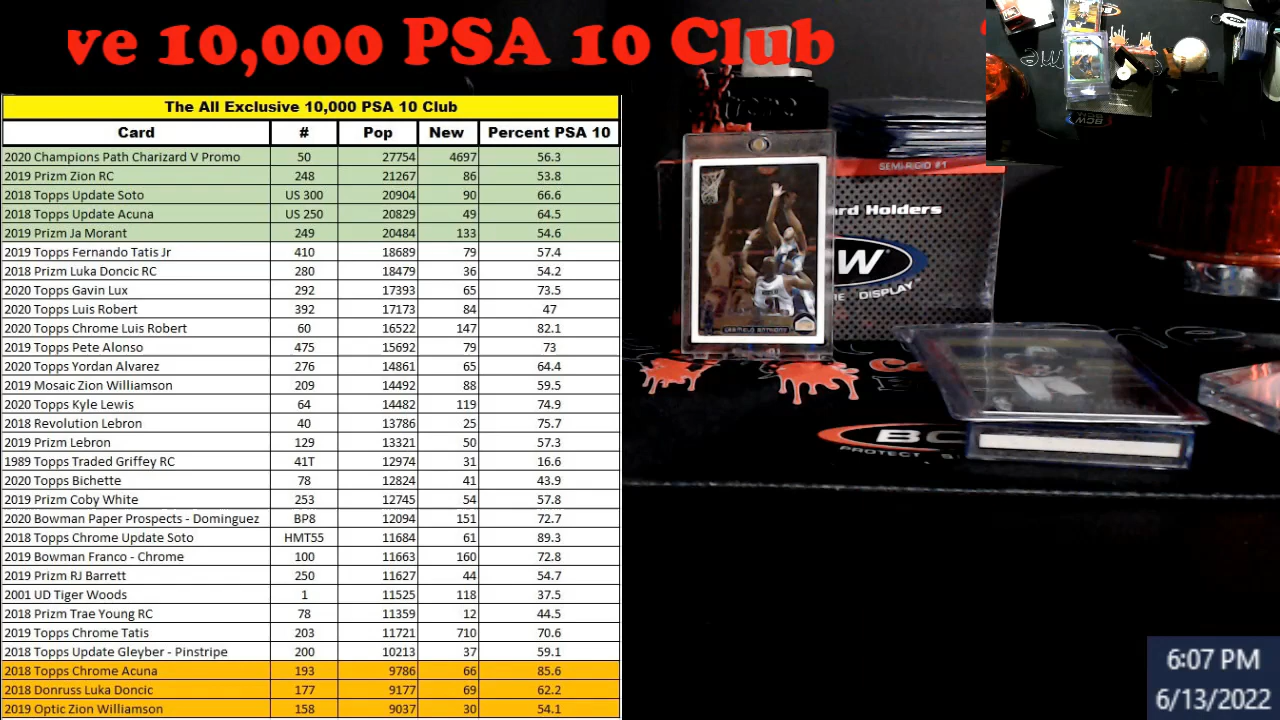 ve 10,000 PSA 10 Club
The All Exclusive 10,000 PSA 10 Club
Card # Pop New Percent PSA 10
2020 Champions Path Charizard V Promo 50 27754 4697 56.3
2019 Prizm Zion RC 248 21267 86 53.8
2018 Topps Update Soto US 300 20904 90 66.6
2018 Topps Update Acuna US 250 20829 49 64.5
2019 Prizm Ja Morant 249 20484 133 54.6
2019 Topps Fernando Tatis Jr 410 18689 79 57.4
2018 Prizm Luka Doncic RC 280 18479 36 54.2
2020 Topps Gavin Lux 292 17393 65 73.5
2020 Topps Luis Robert 392 17173 84 47
2020 Topps Chrome Luis Robert 60 16522 147 82.1
2019 Topps Pete Alonso 475 15692 79 73
2020 Topps Yordan Alvarez 276 14861 65 64.4
2019 Mosaic Zion Williamson 209 14492 88 59.5
2020 Topps Kyle Lewis 64 14482 119 74.9
2018 Revolution Lebron 40 13786 25 75.7
2019 Prizm Lebron 129 13321 50 57.3
1989 Topps Traded Griffey RC 41T 12974 31 16.6
2020 Topps Bichette 78 12824 41 43.9
2019 Prizm Coby White 253 12745 54 57.8
2020 Bowman Paper Prospects - Dominguez BP8 12094 151 72.7
2018 Topps Chrome Update Soto HMT55 11684 61 89.3
2019 Bowman Franco - Chrome 100 11663 160 72.8
2019 Prizm RJ Barrett 250 11627 44 54.7
2001 UD Tiger Woods 1 11525 118 37.5
2018 Prizm Trae Young RC 78 11359 12 44.5
2019 Topps Chrome Tatis 203 11721 710 70.6
2018 Topps Update Gleyber - Pinstripe 200 10213 37 59.1
2018 Topps Chrome Acuna 193 9786 66 85.6
2018 Donruss Luka Doncic 177 9177 69 62.2
2019 Optic Zion Williamson 158 9037 30 54.1
SEMI-RIGID #1
ard Holders
W
RE DISPLAY
CARMELO ANTHONY
BCW
PROTECT
BCW
6:07 PM
6/13/2022